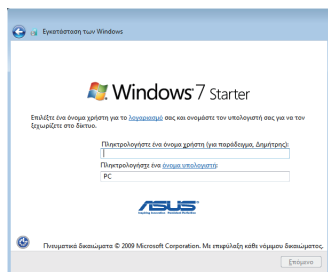 Εγκατάσταση των Windows
Windows 7 Starter
Επιλέξτε ένα όνομα χρήστη για το λογαριασμό σας και ονομάστε τον υπολογιστή σας για να τον
ξεχωρίζετε στο δίκτυο.
Πληκτρολογήστε ένα όνομα χρήστη (για παράδειγμα, Δημήτρης):
Πληκτρολογήστε ένα όνομα υπολογιστή:
PC
ASUS
Πνευματικά δικαιώματα © 2009 Microsoft Corporation. Με επιφύλαξη κάθε νόμιμου δικαιώματος.
Επόμενο